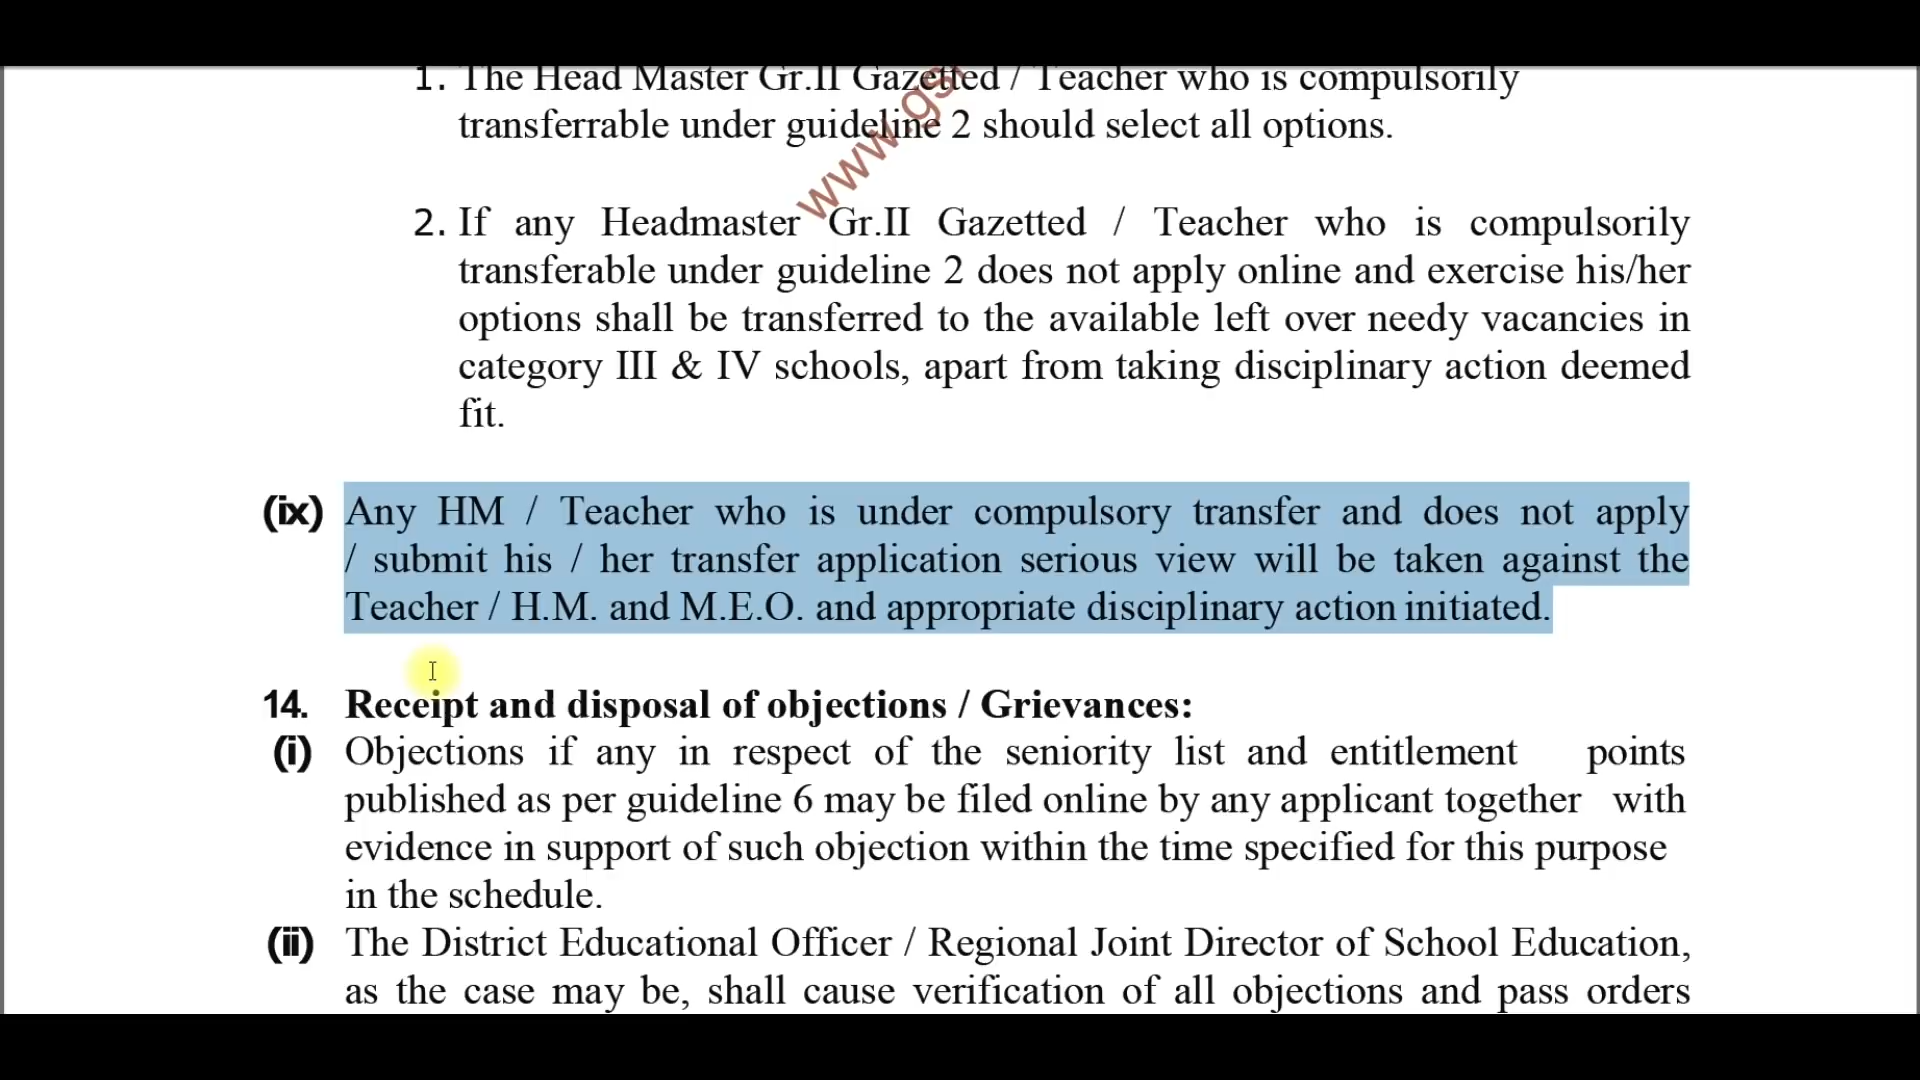 1. The Head Master Gr.II Gazetted / Teacher who is compulsorily
transferrable under guideline 2 should select all options.
www.gsr
2. If any Headmaster Gr.II Gazetted / Teacher who is compulsorily
transferable under guideline 2 does not apply online and exercise his/her
options shall be transferred to the available left over needy vacancies in
category III & IV schools, apart from taking disciplinary action deemed
fit.
(ix) Any HM / Teacher who is under compulsory transfer and does not apply
/ submit his / her transfer application serious view will be taken against the
Teacher / H.M. and M.E.O. and appropriate disciplinary action initiated.
14. Receipt and disposal of objections / Grievances:
(i) Objections if any in respect of the seniority list and entitlement points
published as per guideline 6 may be filed online by any applicant together with
evidence in support of such objection within the time specified for this purpose
in the schedule.
(ii) The District Educational Officer / Regional Joint Director of School Education,
as the case may be, shall cause verification of all objections and pass orders